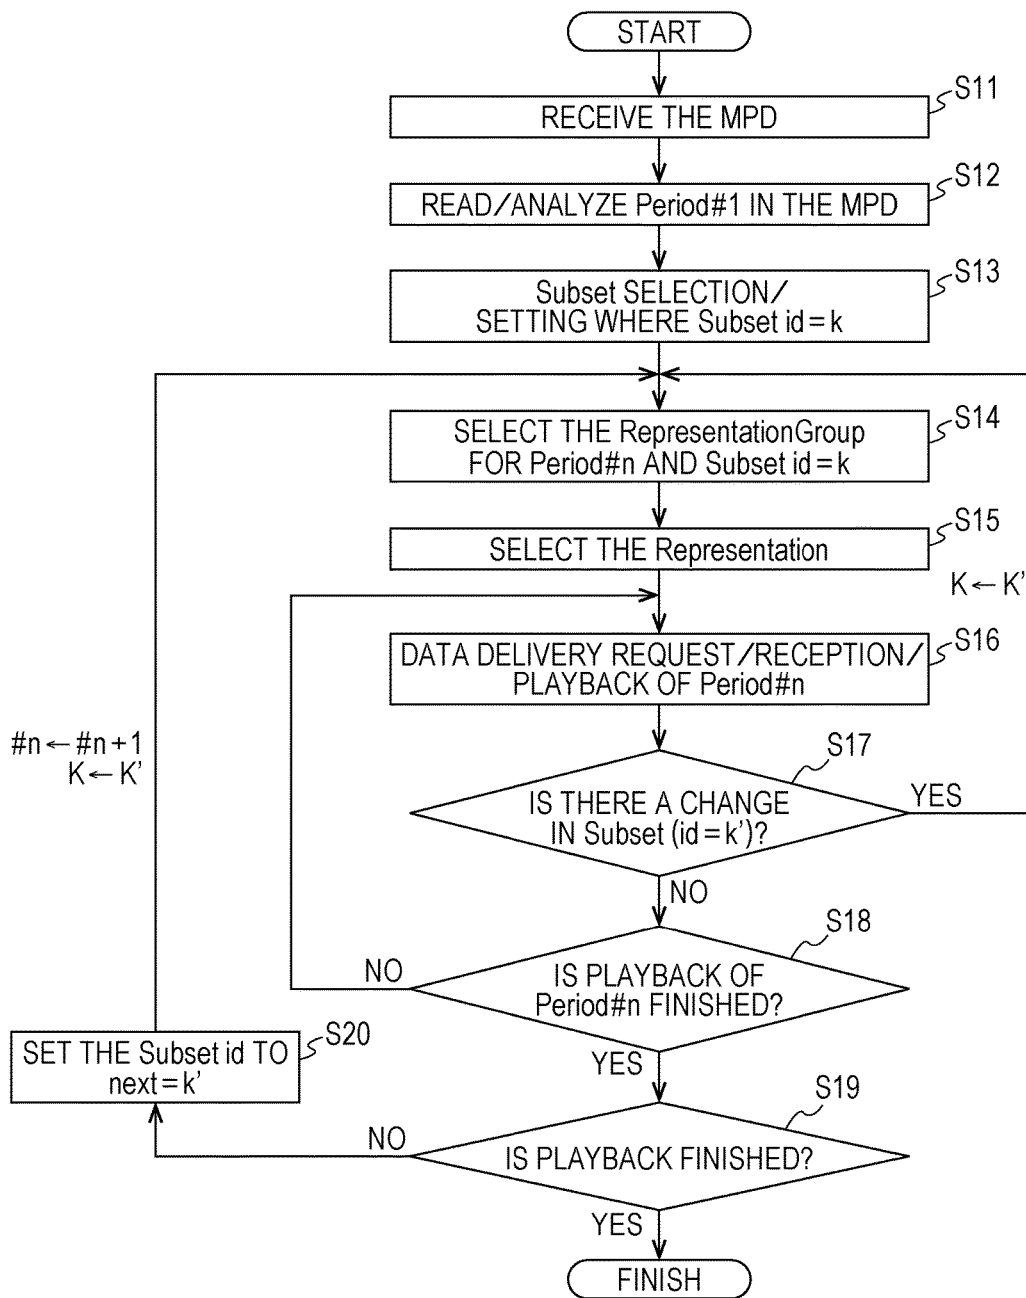 START
S11
RECEIVE THE MPD
S12
READ/ANALYZE Period#1 IN THE MPD
S13
Subset SELECTION/
SETTING WHERE Subset id=k
S14
SELECT THE RepresentationGroup
FOR Period#n AND Subset id=k
S15
SELECT THE Representation
K←K'
S16
DATA DELIVERY REQUEST/RECEPTION/
PLAYBACK OF Period#n
#n←#n+1
K←K'
S17
IS THERE A CHANGE
IN Subset (id=k')?
YES
NO
S18
IS PLAYBACK OF
Period#n FINISHED?
NO
YES
S20
SET THE Subset id TO
next=k'
S19
IS PLAYBACK FINISHED?
NO
YES
FINISH